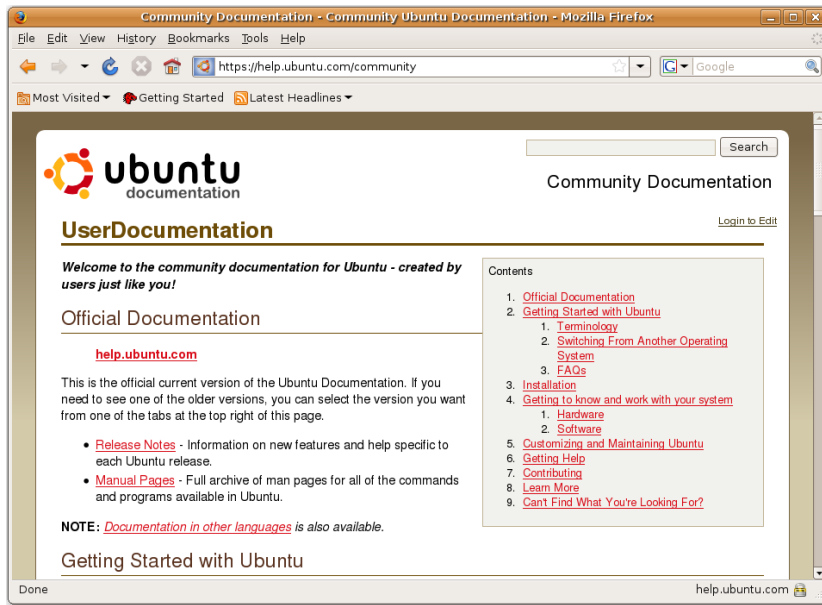 Community Documentation - Community Ubuntu Documentation - Mozilla Firefox
File Edit View History Bookmarks Tools Help
https://help.ubuntu.com/community
G Google
Most Visited Getting Started Latest Headlines
ubuntu
documentation
Search
Community Documentation
Login to Edit
UserDocumentation
Welcome to the community documentation for Ubuntu - created by
users just like you!
Official Documentation
help.ubuntu.com
This is the official current version of the Ubuntu Documentation. If you
need to see one of the older versions, you can select the version you want
from one of the tabs at the top right of this page.
• Release Notes - Information on new features and help specific to
each Ubuntu release.
• Manual Pages - Full archive of man pages for all of the commands
and programs available in Ubuntu.
NOTE: Documentation in other languages is also available.
Getting Started with Ubuntu
Contents
1. Official Documentation
2. Getting Started with Ubuntu
1. Terminology
2. Switching From Another Operating
System
3. FAQs
3. Installation
4. Getting to know and work with your system
1. Hardware
2. Software
5. Customizing and Maintaining Ubuntu
6. Getting Help
7. Contributing
8. Learn More
9. Can't Find What You're Looking For?
Done
help.ubuntu.com